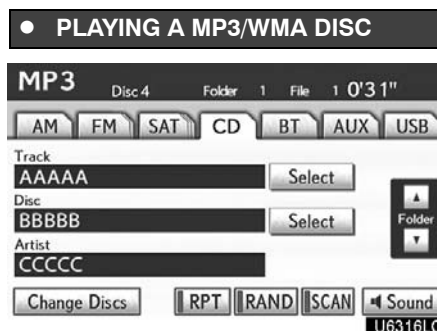 ● PLAYING A MP3/WMA DISC
MP3 Disc 4 Folder 1 File 1 0'31"
AM FM SAT CD BT AUX USB
Track
AAAAA Select
Disc
BBBBB Select
Folder
Artist
CCCCC
Change Discs RPT RAND SCAN Sound